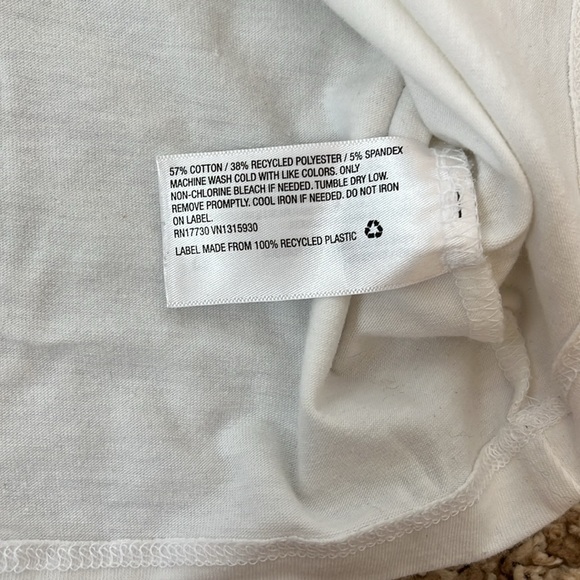 57% COTTON / 38% RECYCLED POLYESTER / 5% SPANDEX
MACHINE WASH COLD WITH LIKE COLORS. ONLY
NON-CHLORINE BLEACH IF NEEDED. TUMBLE DRY LOW.
REMOVE PROMPTLY. COOL IRON IF NEEDED. DO NOT IRON
ON LABEL.
RN17730 VN1315930
LABEL MADE FROM 100% RECYCLED PLASTIC